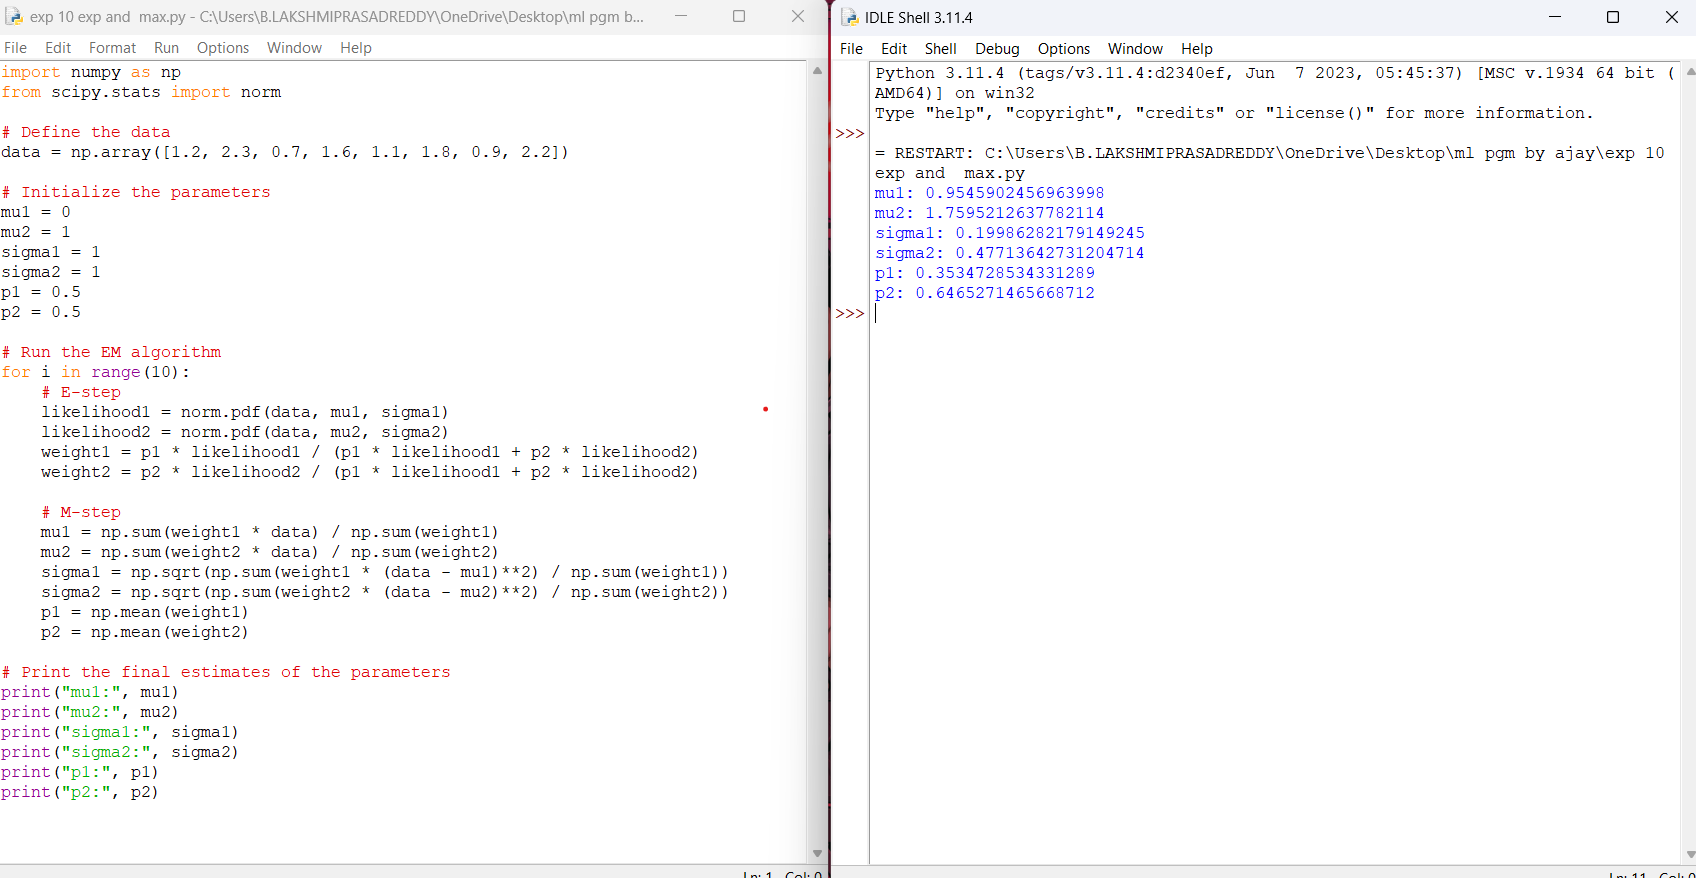 exp 10 exp and  max.py - C:\Users\B.LAKSHMIPRASADREDDY\OneDrive\Desktop\ml pgm b...
File Edit Format Run Options Window Help
import numpy as np
from scipy.stats import norm

# Define the data
data = np.array([1.2, 2.3, 0.7, 1.6, 1.1, 1.8, 0.9, 2.2])

# Initialize the parameters
mu1 = 0
mu2 = 1
sigma1 = 1
sigma2 = 1
p1 = 0.5
p2 = 0.5

# Run the EM algorithm
for i in range(10):
    # E-step
    likelihood1 = norm.pdf(data, mu1, sigma1)
    likelihood2 = norm.pdf(data, mu2, sigma2)
    weight1 = p1 * likelihood1 / (p1 * likelihood1 + p2 * likelihood2)
    weight2 = p2 * likelihood2 / (p1 * likelihood1 + p2 * likelihood2)

    # M-step
    mu1 = np.sum(weight1 * data) / np.sum(weight1)
    mu2 = np.sum(weight2 * data) / np.sum(weight2)
    sigma1 = np.sqrt(np.sum(weight1 * (data - mu1)**2) / np.sum(weight1))
    sigma2 = np.sqrt(np.sum(weight2 * (data - mu2)**2) / np.sum(weight2))
    p1 = np.mean(weight1)
    p2 = np.mean(weight2)

# Print the final estimates of the parameters
print("mu1:", mu1)
print("mu2:", mu2)
print("sigma1:", sigma1)
print("sigma2:", sigma2)
print("p1:", p1)
print("p2:", p2)
Ln: 1 Col: 0
IDLE Shell 3.11.4
File Edit Shell Debug Options Window Help
Python 3.11.4 (tags/v3.11.4:d2340ef, Jun  7 2023, 05:45:37) [MSC v.1934 64 bit (
AMD64)] on win32
Type "help", "copyright", "credits" or "license()" for more information.
>>>
= RESTART: C:\Users\B.LAKSHMIPRASADREDDY\OneDrive\Desktop\ml pgm by ajay\exp 10
exp and  max.py
mu1: 0.9545902456963998
mu2: 1.7595212637782114
sigma1: 0.19986282179149245
sigma2: 0.47713642731204714
p1: 0.3534728534331289
p2: 0.6465271465668712
>>>
Ln: 11 Col: 0